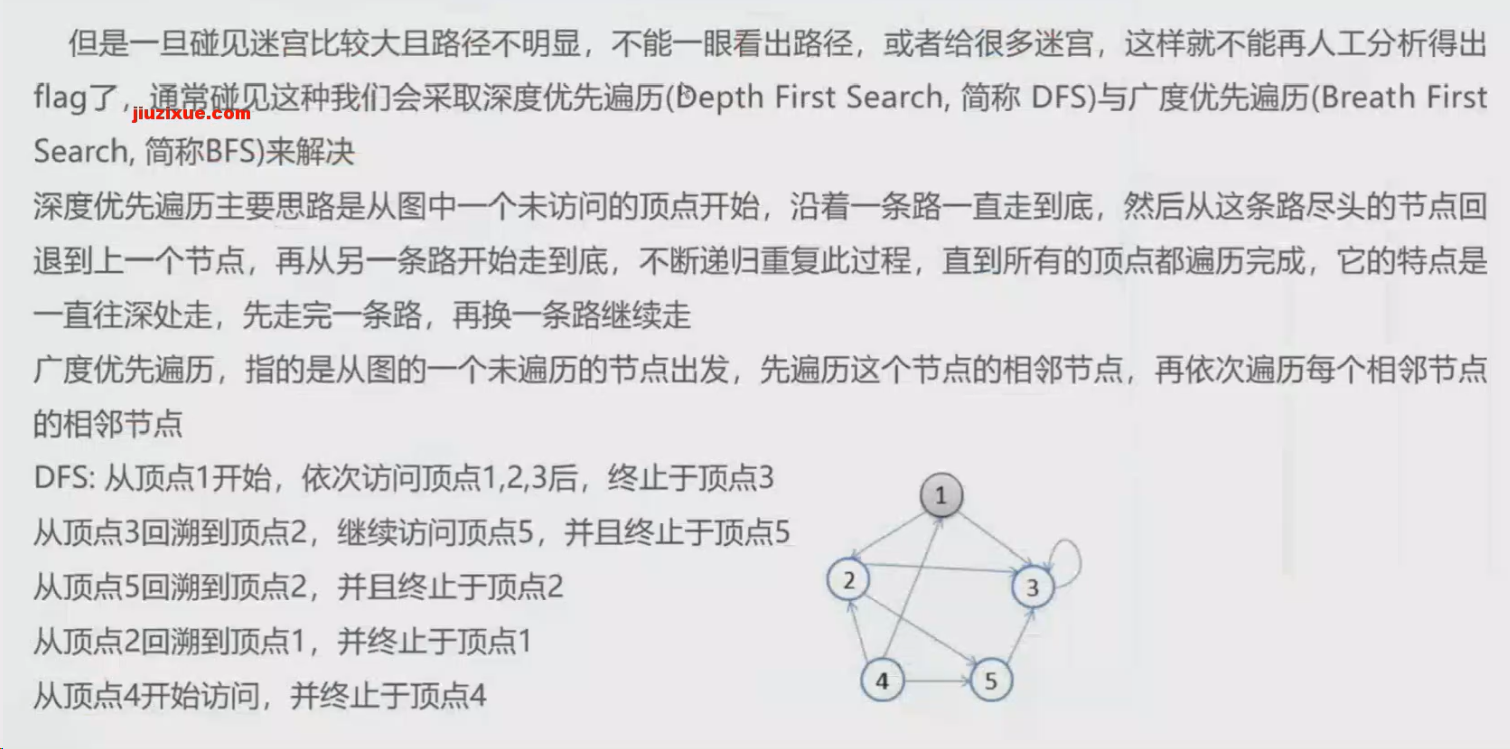 但是一旦碰见迷宫比较大且路径不明显，不能一眼看出路径，或者给很多迷宫，这样就不能再人工分析得出
flag了，通常碰见这种我们会采取深度优先遍历(Depth First Search, 简称 DFS)与广度优先遍历(Breath First
jiuzixue.com
Search, 简称BFS)来解决
深度优先遍历主要思路是从图中一个未访问的顶点开始，沿着一条路一直走到底，然后从这条路尽头的节点回
退到上一个节点，再从另一条路开始走到底，不断递归重复此过程，直到所有的顶点都遍历完成，它的特点是
一直往深处走，先走完一条路，再换一条路继续走
广度优先遍历，指的是从图的一个未遍历的节点出发，先遍历这个节点的相邻节点，再依次遍历每个相邻节点
的相邻节点
DFS: 从顶点1开始，依次访问顶点1,2,3后，终止于顶点3
从顶点3回溯到顶点2，继续访问顶点5，并且终止于顶点5
从顶点5回溯到顶点2，并且终止于顶点2
从顶点2回溯到顶点1，并终止于顶点1
从顶点4开始访问，并终止于顶点4
1
2
3
4
5